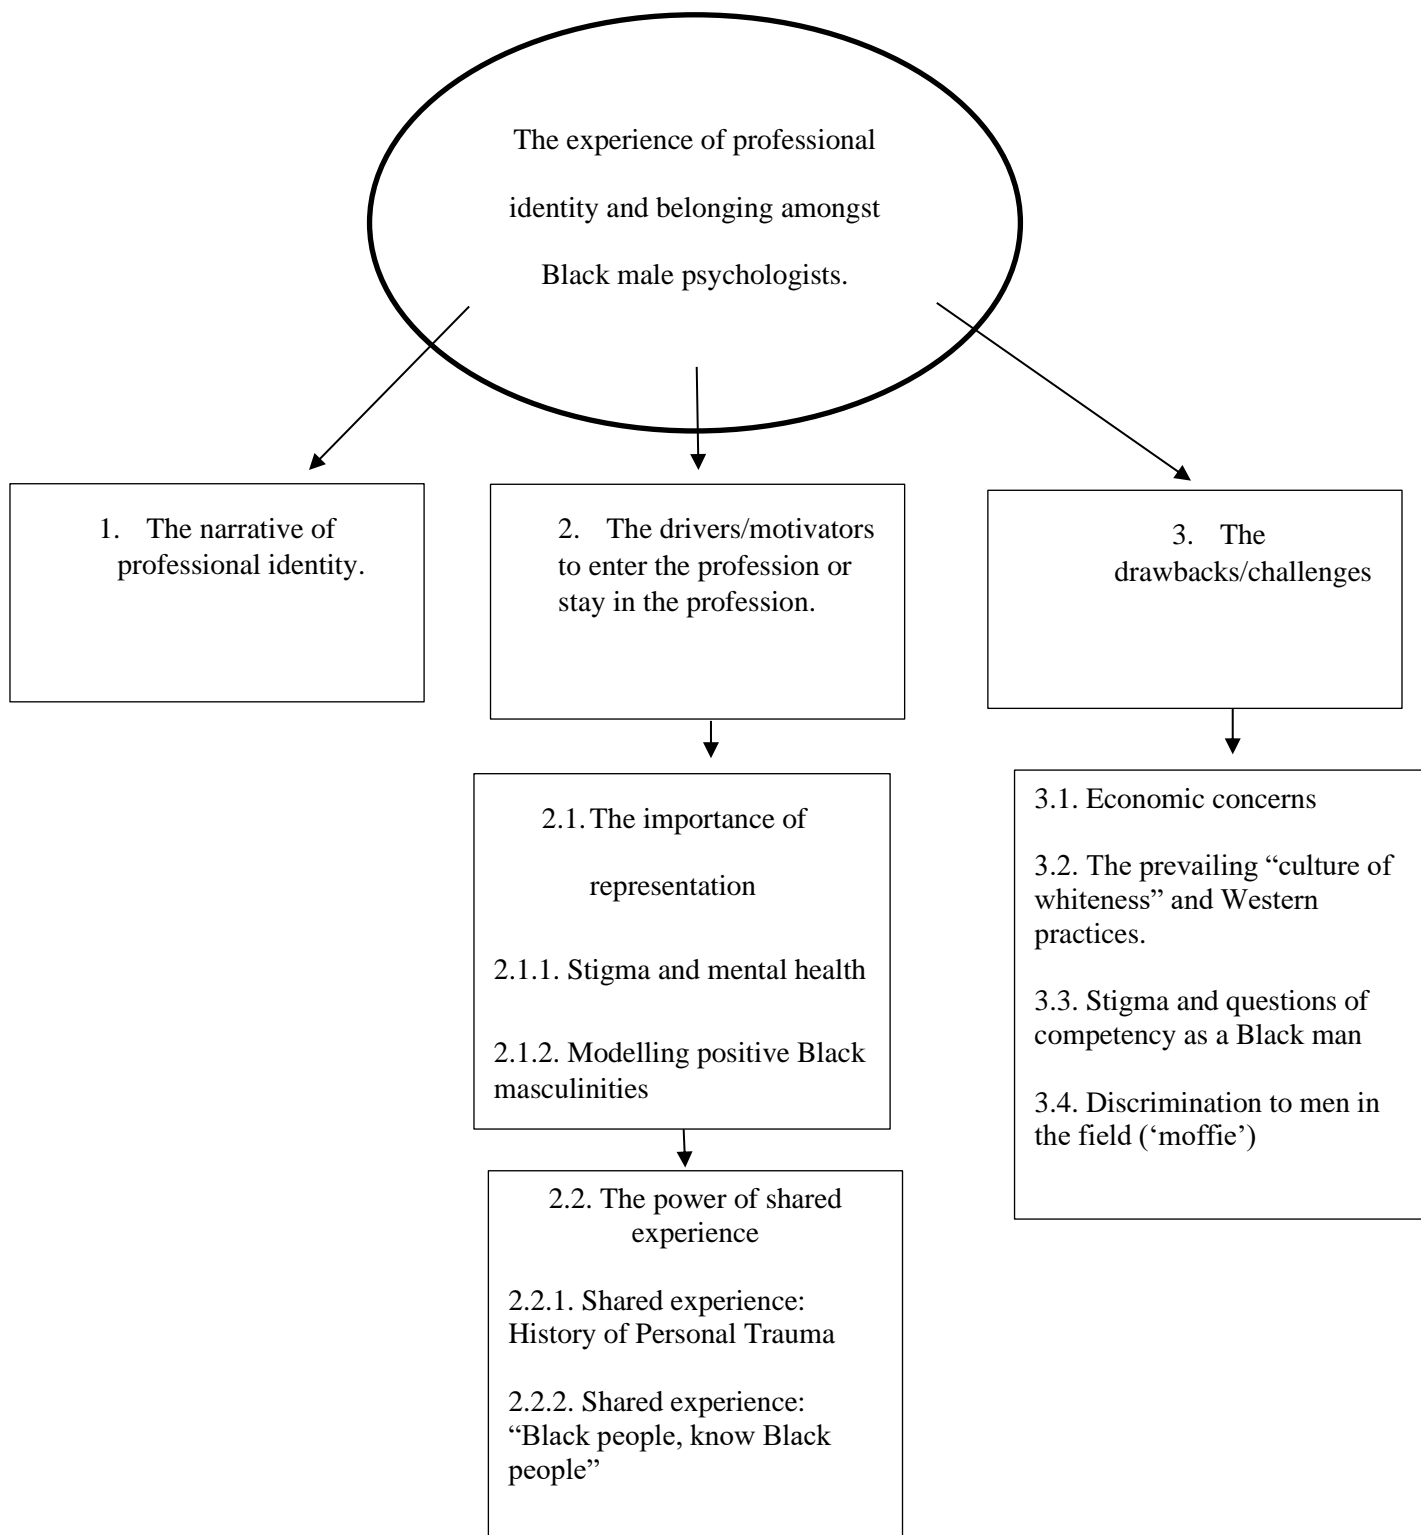 The experience of professional
identity and belonging amongst
Black male psychologists.
1. The narrative of
professional identity.
2. The drivers/motivators
to enter the profession or
stay in the profession.
3. The
drawbacks/challenges
2.1. The importance of
representation
2.1.1. Stigma and mental health
2.1.2. Modelling positive Black
masculinities
2.2. The power of shared
experience
2.2.1. Shared experience:
History of Personal Trauma
2.2.2. Shared experience:
“Black people, know Black
people”
3.1. Economic concerns
3.2. The prevailing “culture of
whiteness” and Western
practices.
3.3. Stigma and questions of
competency as a Black man
3.4. Discrimination to men in
the field (‘moffie’)